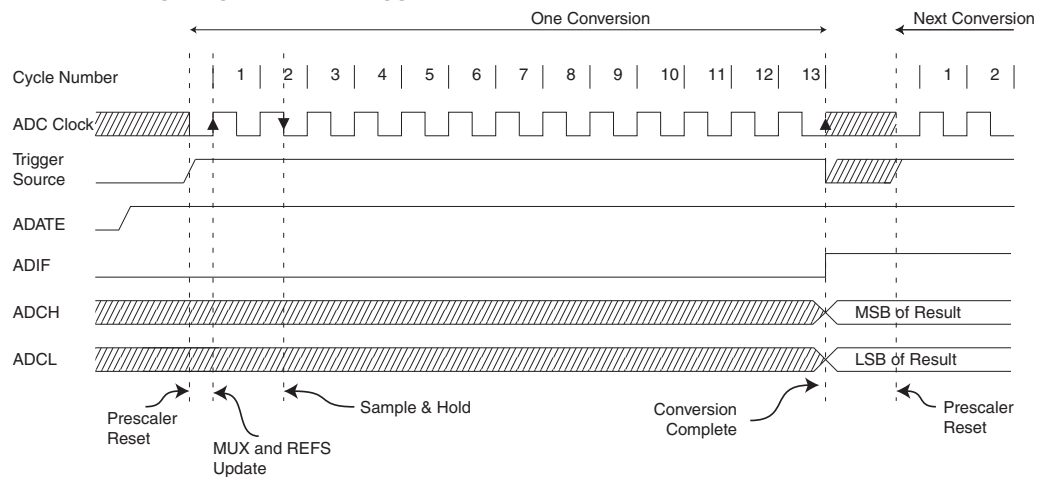 One Conversion
Next Conversion
Cycle Number
1 2 3 4 5 6 7 8 9 10 11 12 13 1 2
ADC Clock
Trigger
Source
ADATE
ADIF
ADCH
MSB of Result
ADCL
LSB of Result
Prescaler
Reset
MUX and REFS
Update
Sample & Hold
Conversion
Complete
Prescaler
Reset